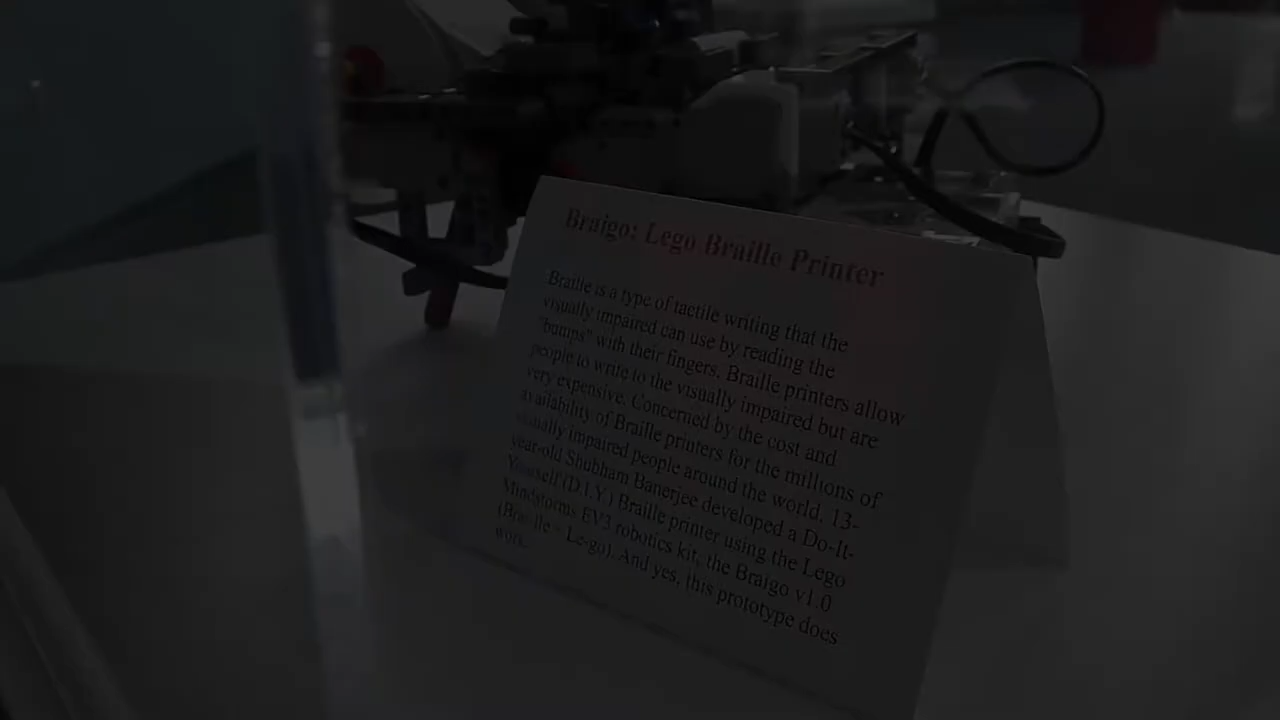 Braigo: Lego Braille Printer
Braille is a type of tactile writing that the
visually impaired can use by reading the
"bumps" with their fingers. Braille printers allow
people to write to the visually impaired but are
very expensive. Concerned by the cost and
availability of Braille printers for the millions of
visually impaired people around the world, 13-
year-old Shubham Banerjee developed a Do-It-
Yourself (D.I.Y) Braille printer using the Lego
Mindstorms EV3 robotics kit, the Braigo v1.0
(Brai-lle + Le-go). And yes, this prototype does
work.